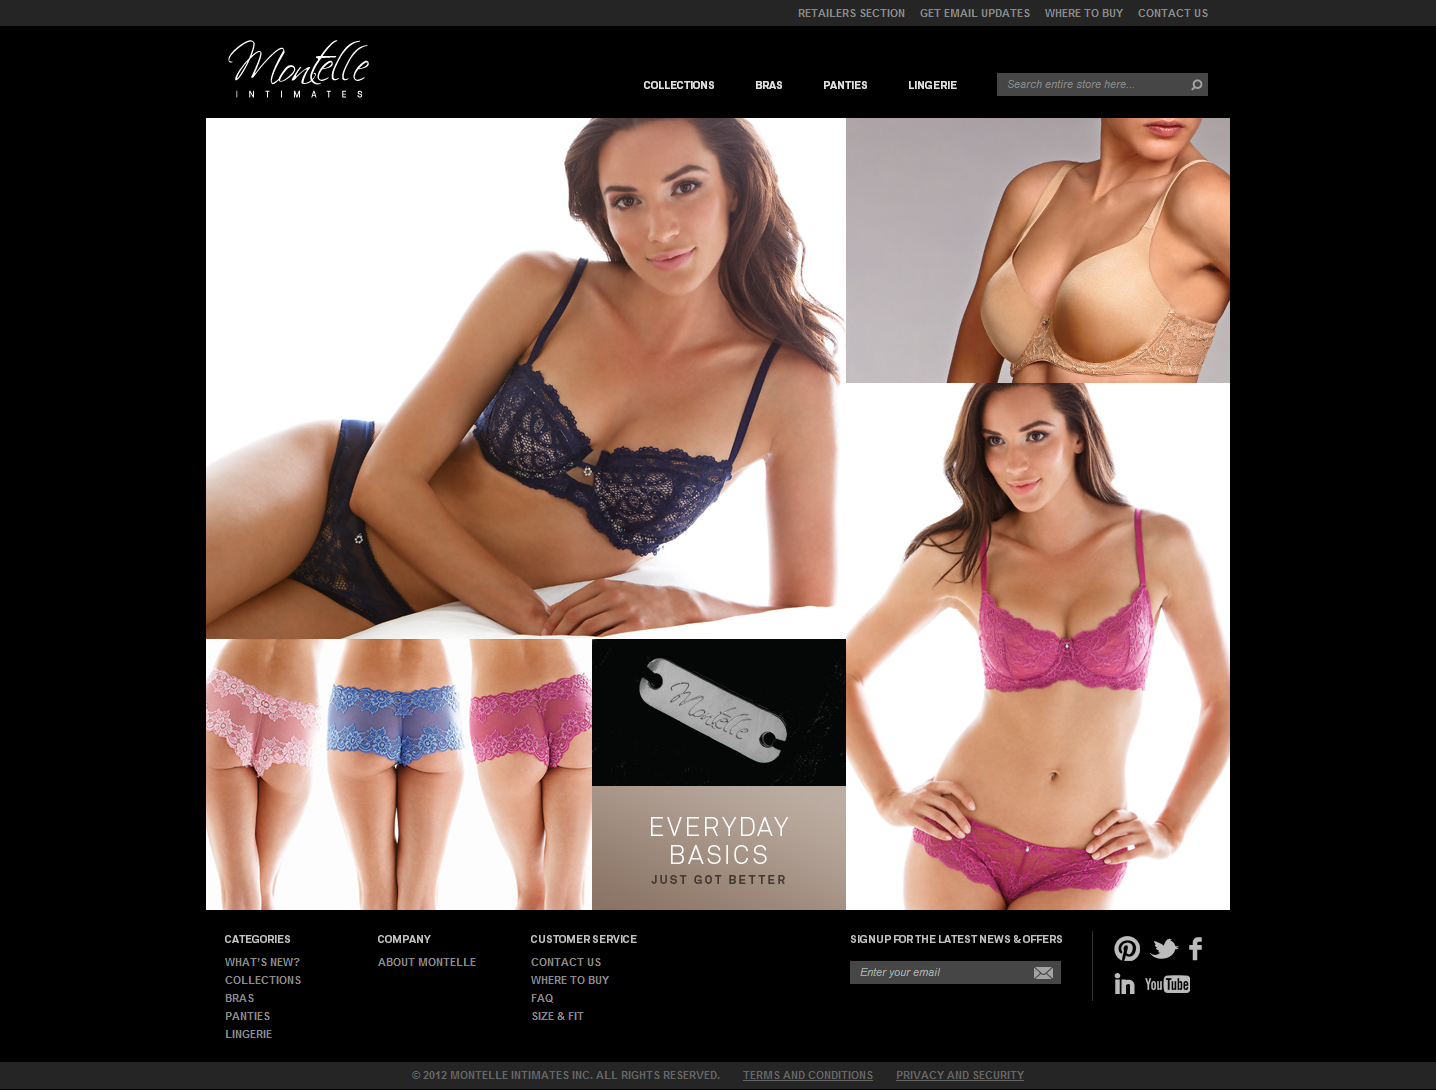 RETAILERS SECTION GET EMAIL UPDATES WHERE TO BUY CONTACT US
Montelle
INTIMATES
COLLECTIONS BRAS PANTIES LINGERIE Search entire store here...
Montelle
EVERYDAY
BASICS
JUST GOT BETTER
CATEGORIES COMPANY CUSTOMER SERVICE SIGNUP FOR THE LATEST NEWS & OFFERS
WHAT'S NEW? ABOUT MONTELLE CONTACT US
Enter your email
COLLECTIONS WHERE TO BUY
BRAS FAQ
PANTIES SIZE & FIT
LINGERIE
in YouTube
© 2012 MONTELLE INTIMATES INC. ALL RIGHTS RESERVED. TERMS AND CONDITIONS PRIVACY AND SECURITY